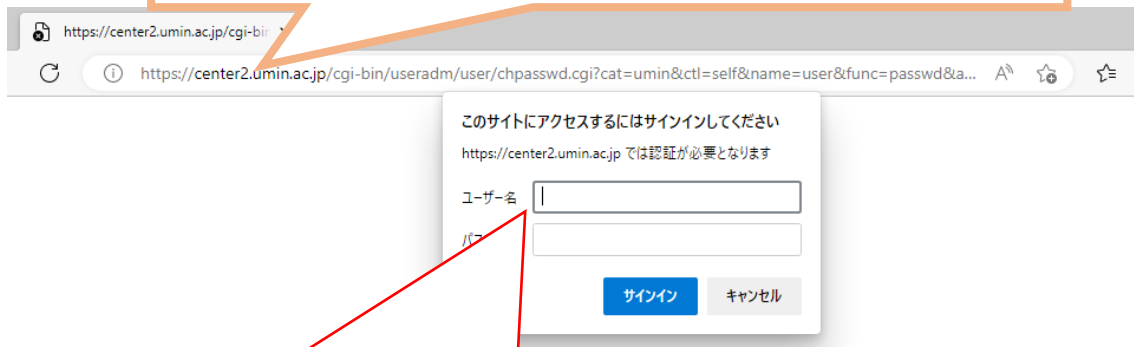 https://center2.umin.ac.jp/cgi-bin
https://center2.umin.ac.jp/cgi-bin/useradm/user/chpasswd.cgi?cat=umin&ctl=self&name=user&func=passwd&a...
このサイトにアクセスするにはサインインしてください
https://center2.umin.ac.jp では認証が必要となります
ユーザー名
サインイン キャンセル